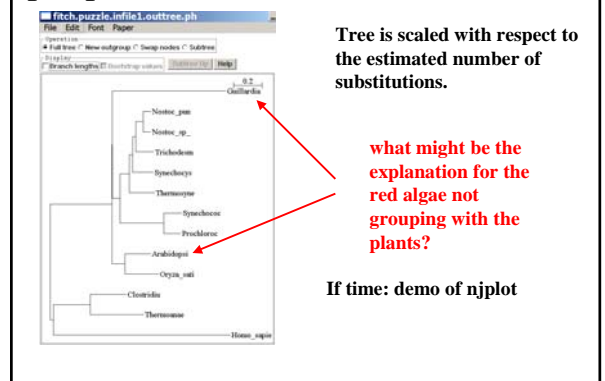 fitch.puzzle.infile1.outtree.ph
File Edit Font Paper
Operation
Full tree New outgroup Swap nodes Subtree
Display
Branch lengths Bootstrap values Subtree Up Help
0.2
Guillardia
Nostoc_pun
Nostoc_sp_
Trichodesm
Synechocys
Thermosyne
Synechococ
Prochloroc
Arabidopsi
Oryza_sati
Clostridiu
Thermoanae
Homo_sapie
Tree is scaled with respect to
the estimated number of
substitutions.
what might be the
explanation for the
red algae not
grouping with the
plants?
If time: demo of njplot